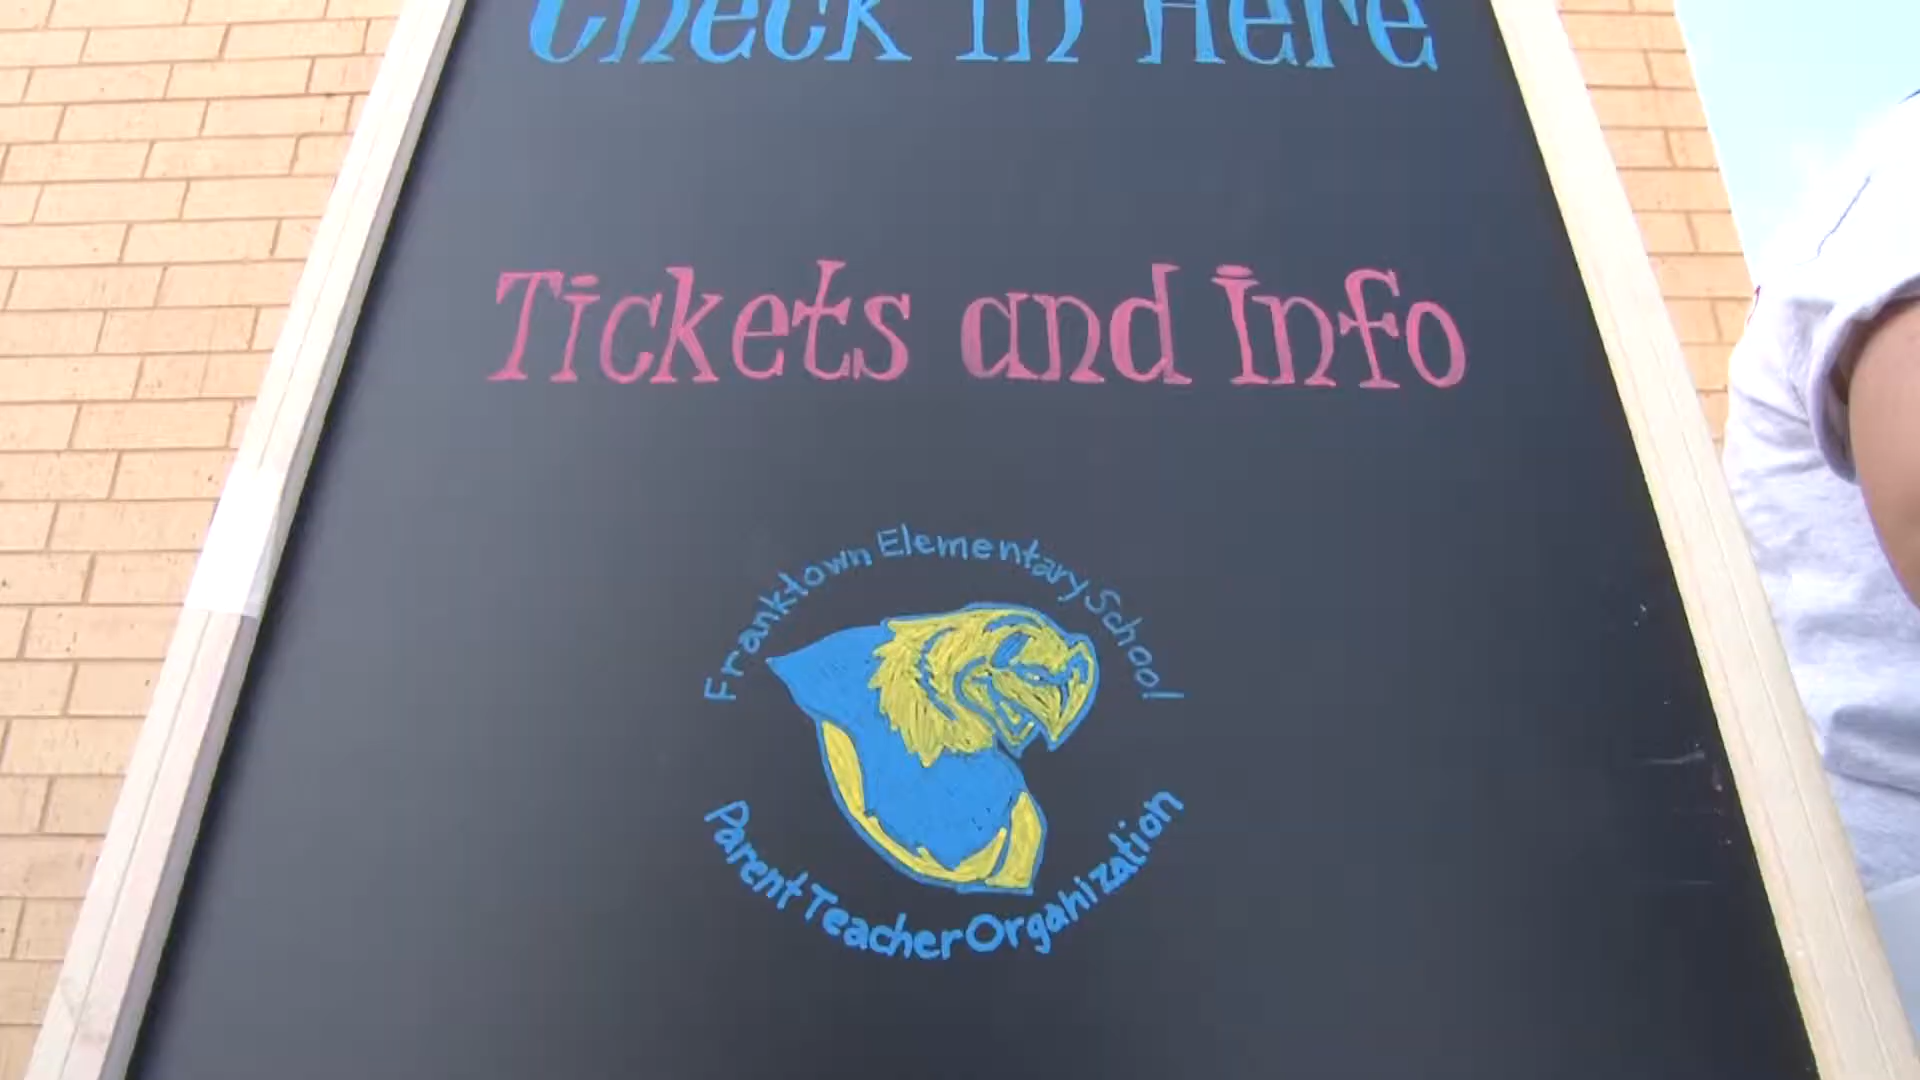 Check In Here
Tickets and Info
Franktown Elementary School
Parent Teacher Organization